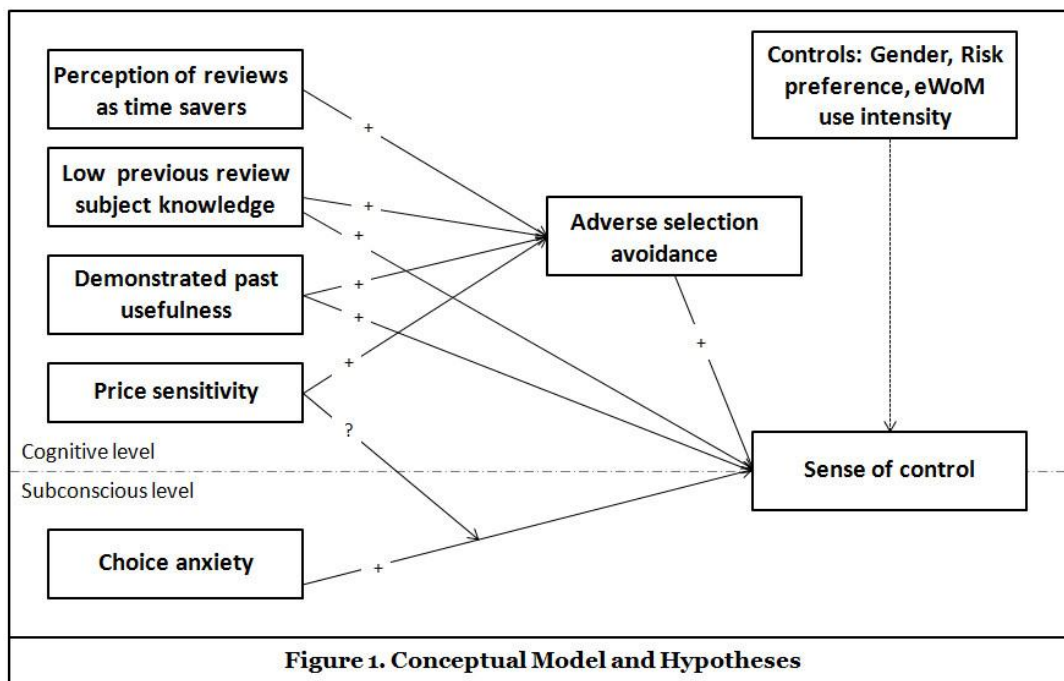 Perception of reviews
as time savers
Controls: Gender, Risk
preference, eWoM
use intensity
+
Low previous review
subject knowledge
+
+
Adverse selection
avoidance
Demonstrated past
usefulness
+
+
+
Price sensitivity
+
?
Cognitive level
Subconscious level
Sense of control
Choice anxiety
+
Figure 1. Conceptual Model and Hypotheses